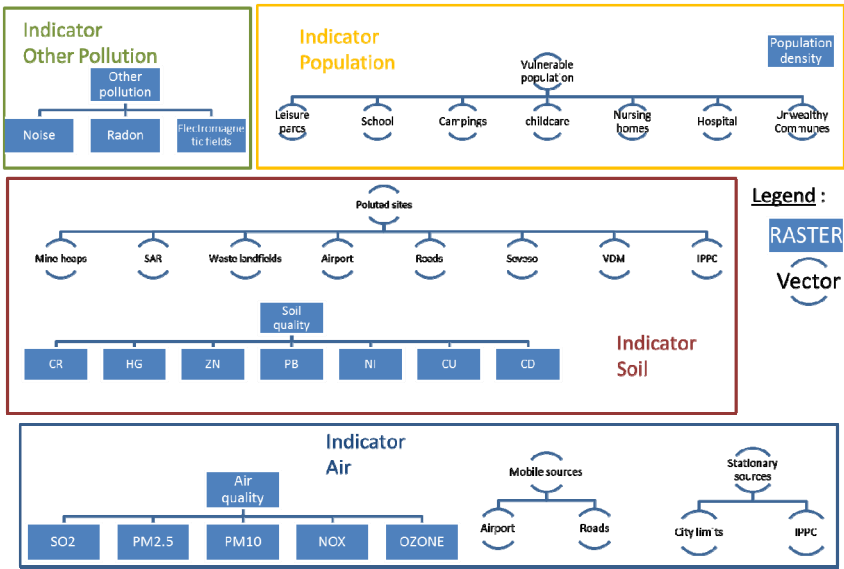 Indicator
Other Pollution
Other
pollution
Noise
Radon
Electromagne
tic fields
Indicator
Population
Vulnerable
population
Population
density
Leisure
parcs
School
Campings
childcare
Nursing
homes
Hospital
Unwealthy
Communes
Legend :
RASTER
Vector
Poluted sites
Mine heaps
SAR
Waste landfields
Airport
Roads
Seveso
VDM
IPPC
Soil
quality
CR
HG
ZN
PB
NI
CU
CD
Indicator
Soil
Indicator
Air
Air
quality
SO2
PM2.5
PM10
NOX
OZONE
Mobile sources
Airport
Roads
Stationary
sources
City limits
IPPC